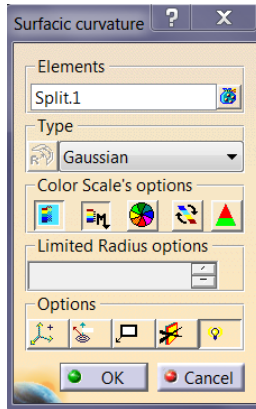 Surfacic curvature ? X
Elements
Split.1
Type
Gaussian
Color Scale's options
Limited Radius options
Options
OK Cancel